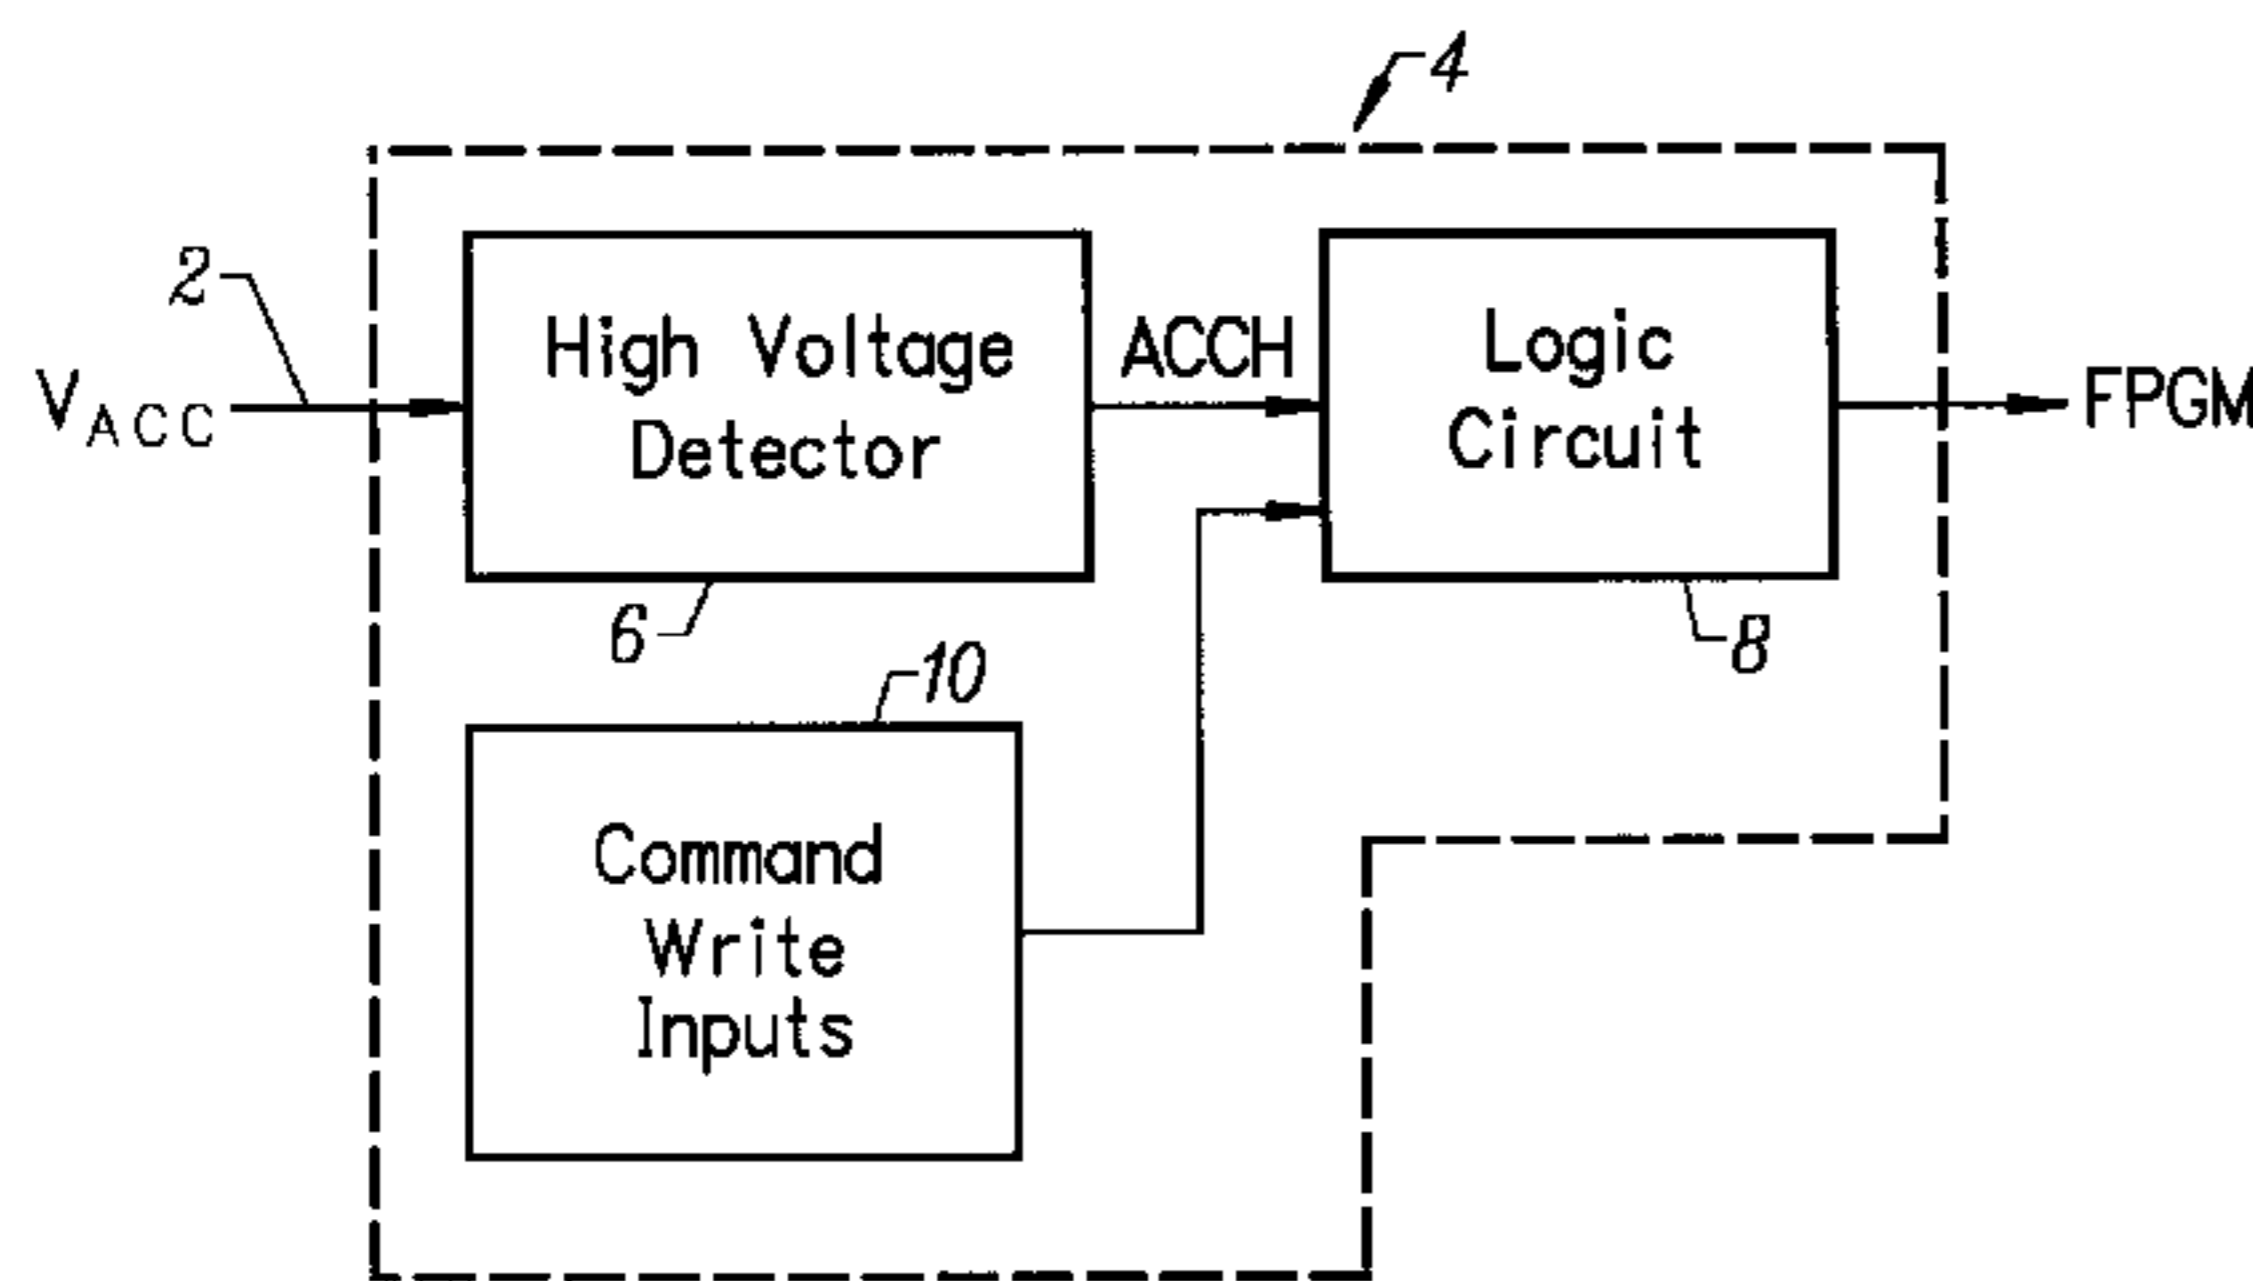 4
2
High Voltage
Detector
ACCH
Logic
Circuit
VACC
FPGM
6
8
10
Command
Write
Inputs